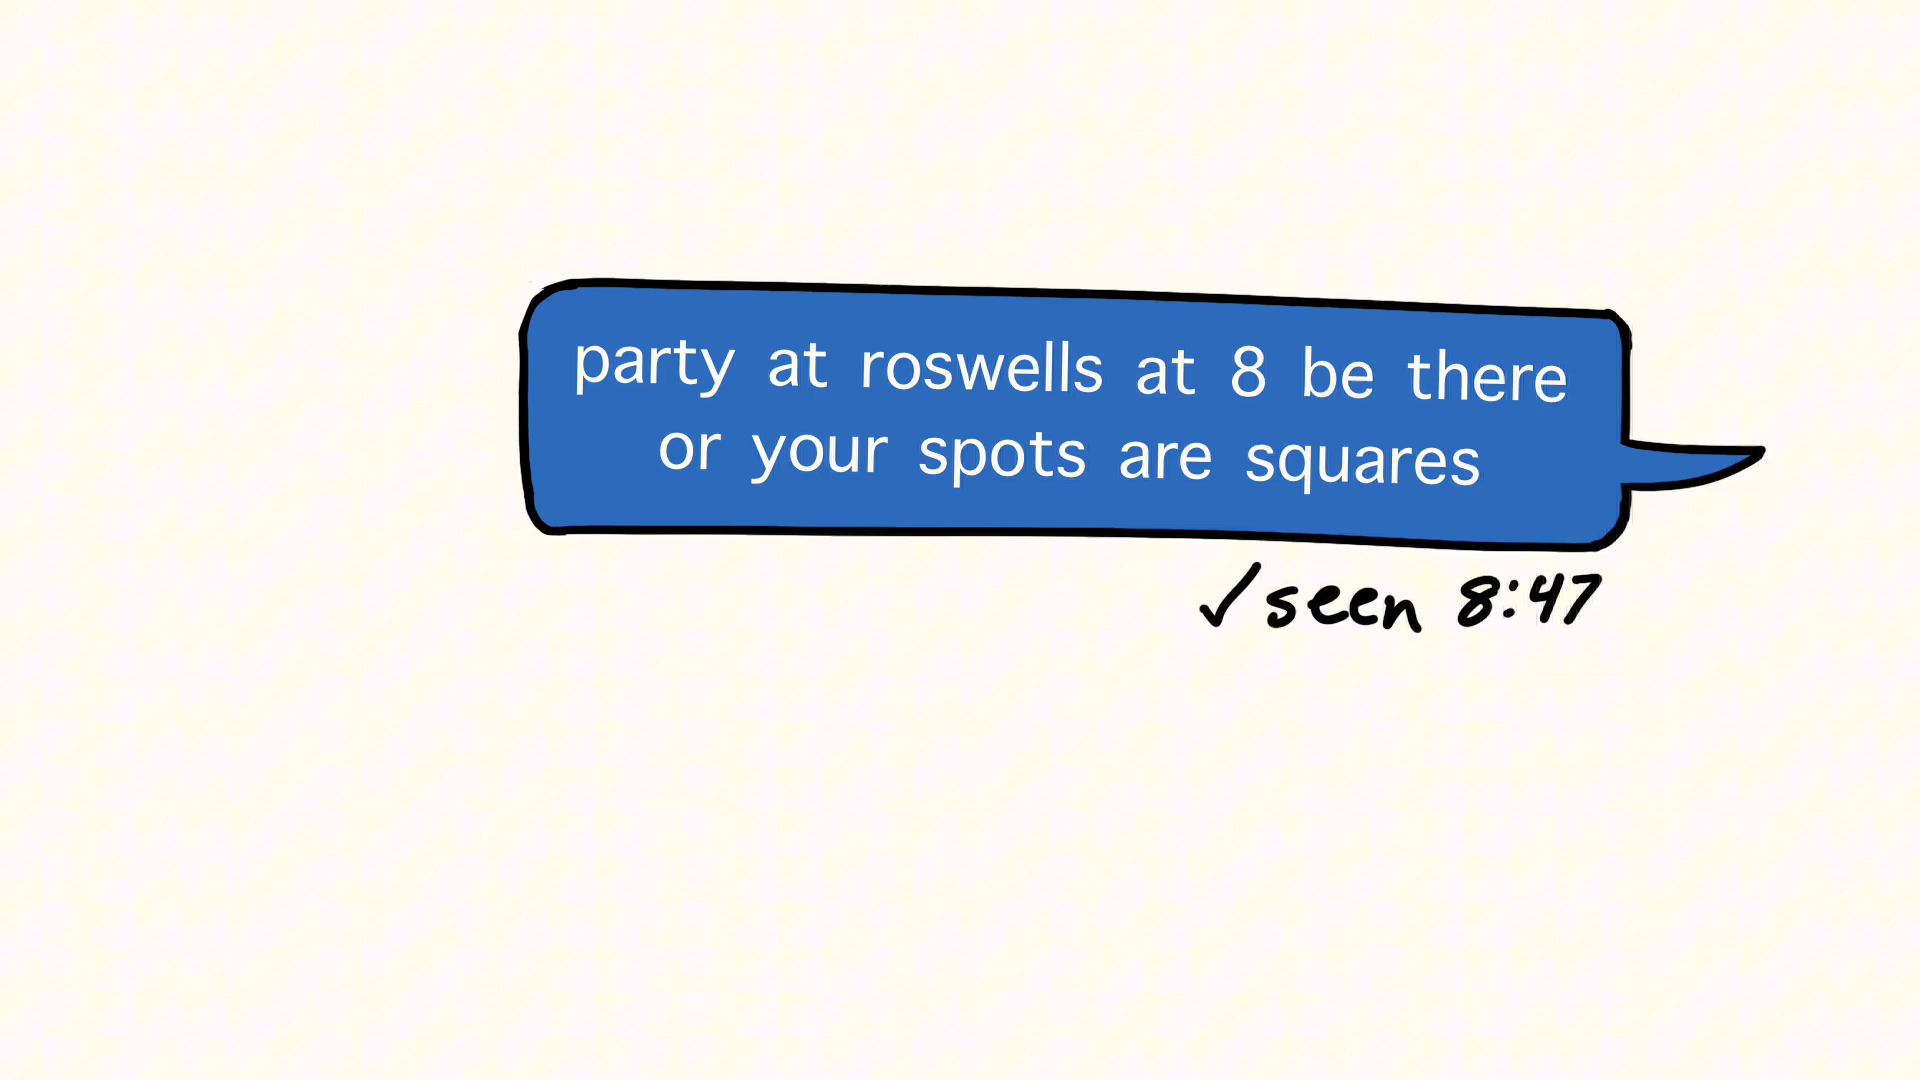 party at roswells at 8 be there
or your spots are squares
✓seen 8:47